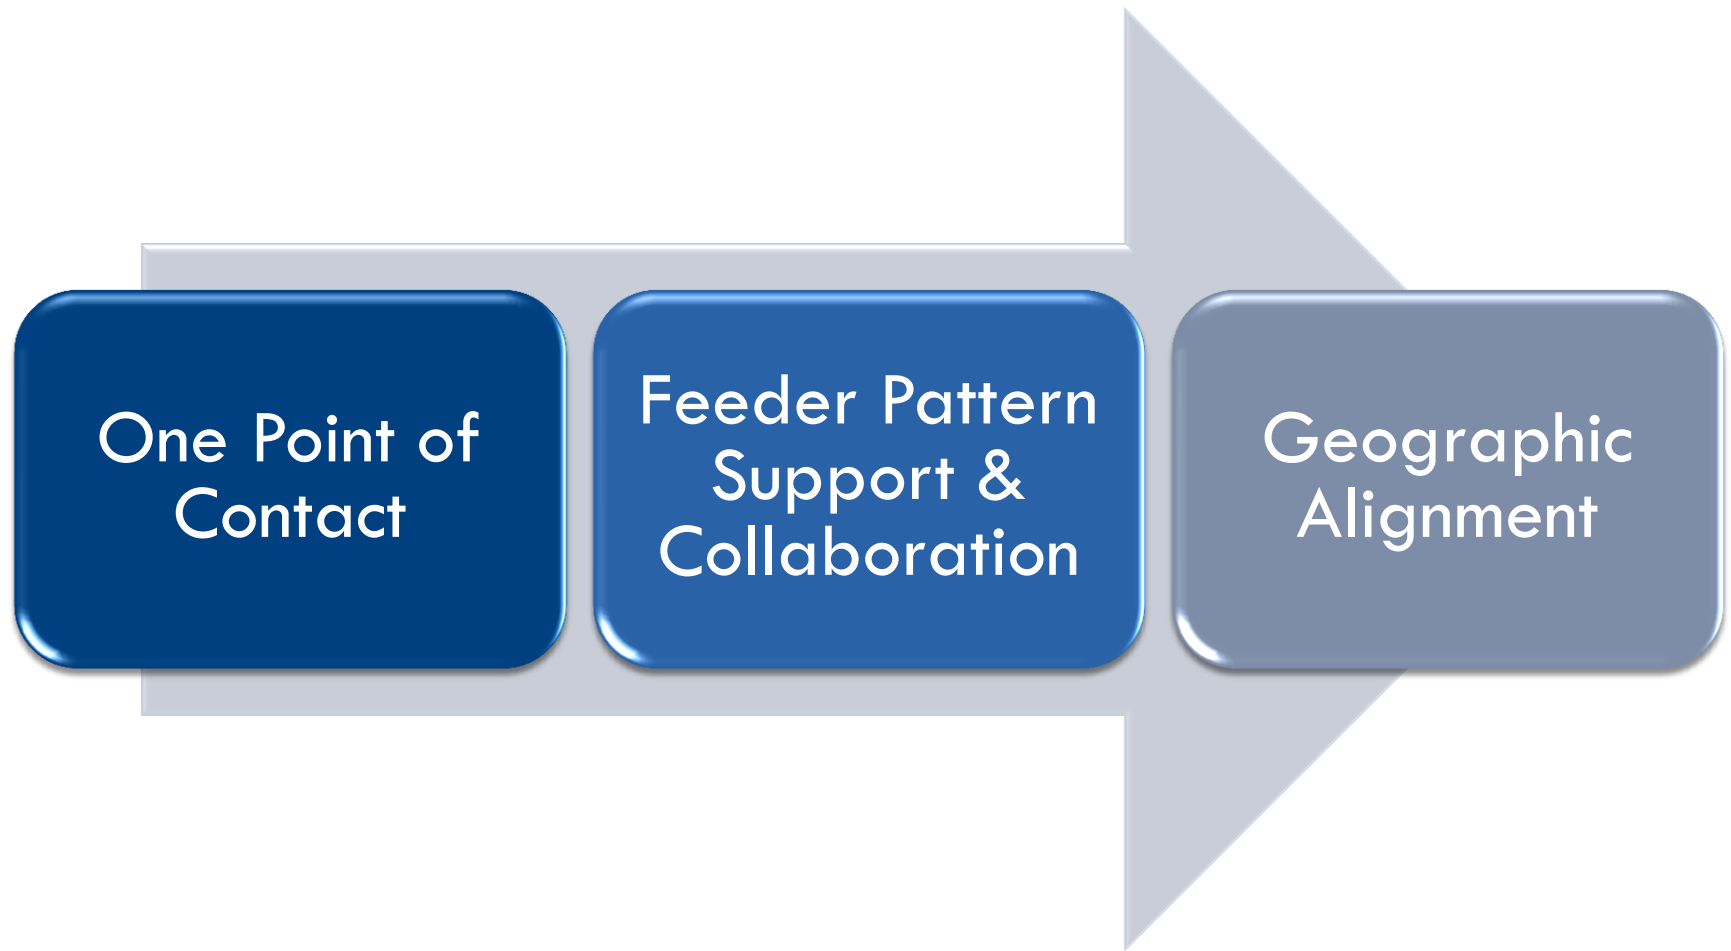 One Point of
Contact
Feeder Pattern
Support &
Collaboration
Geographic
Alignment